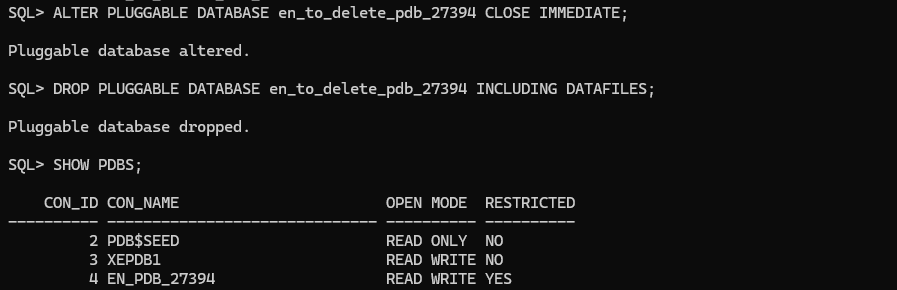 SQL> ALTER PLUGGABLE DATABASE en_to_delete_pdb_27394 CLOSE IMMEDIATE;
Pluggable database altered.
SQL> DROP PLUGGABLE DATABASE en_to_delete_pdb_27394 INCLUDING DATAFILES;
Pluggable database dropped.
SQL> SHOW PDBS;
    CON_ID CON_NAME                       OPEN MODE  RESTRICTED
---------- ------------------------------ ---------- ----------
         2 PDB$SEED                       READ ONLY  NO
         3 XEPDB1                         READ WRITE NO
         4 EN_PDB_27394                   READ WRITE YES